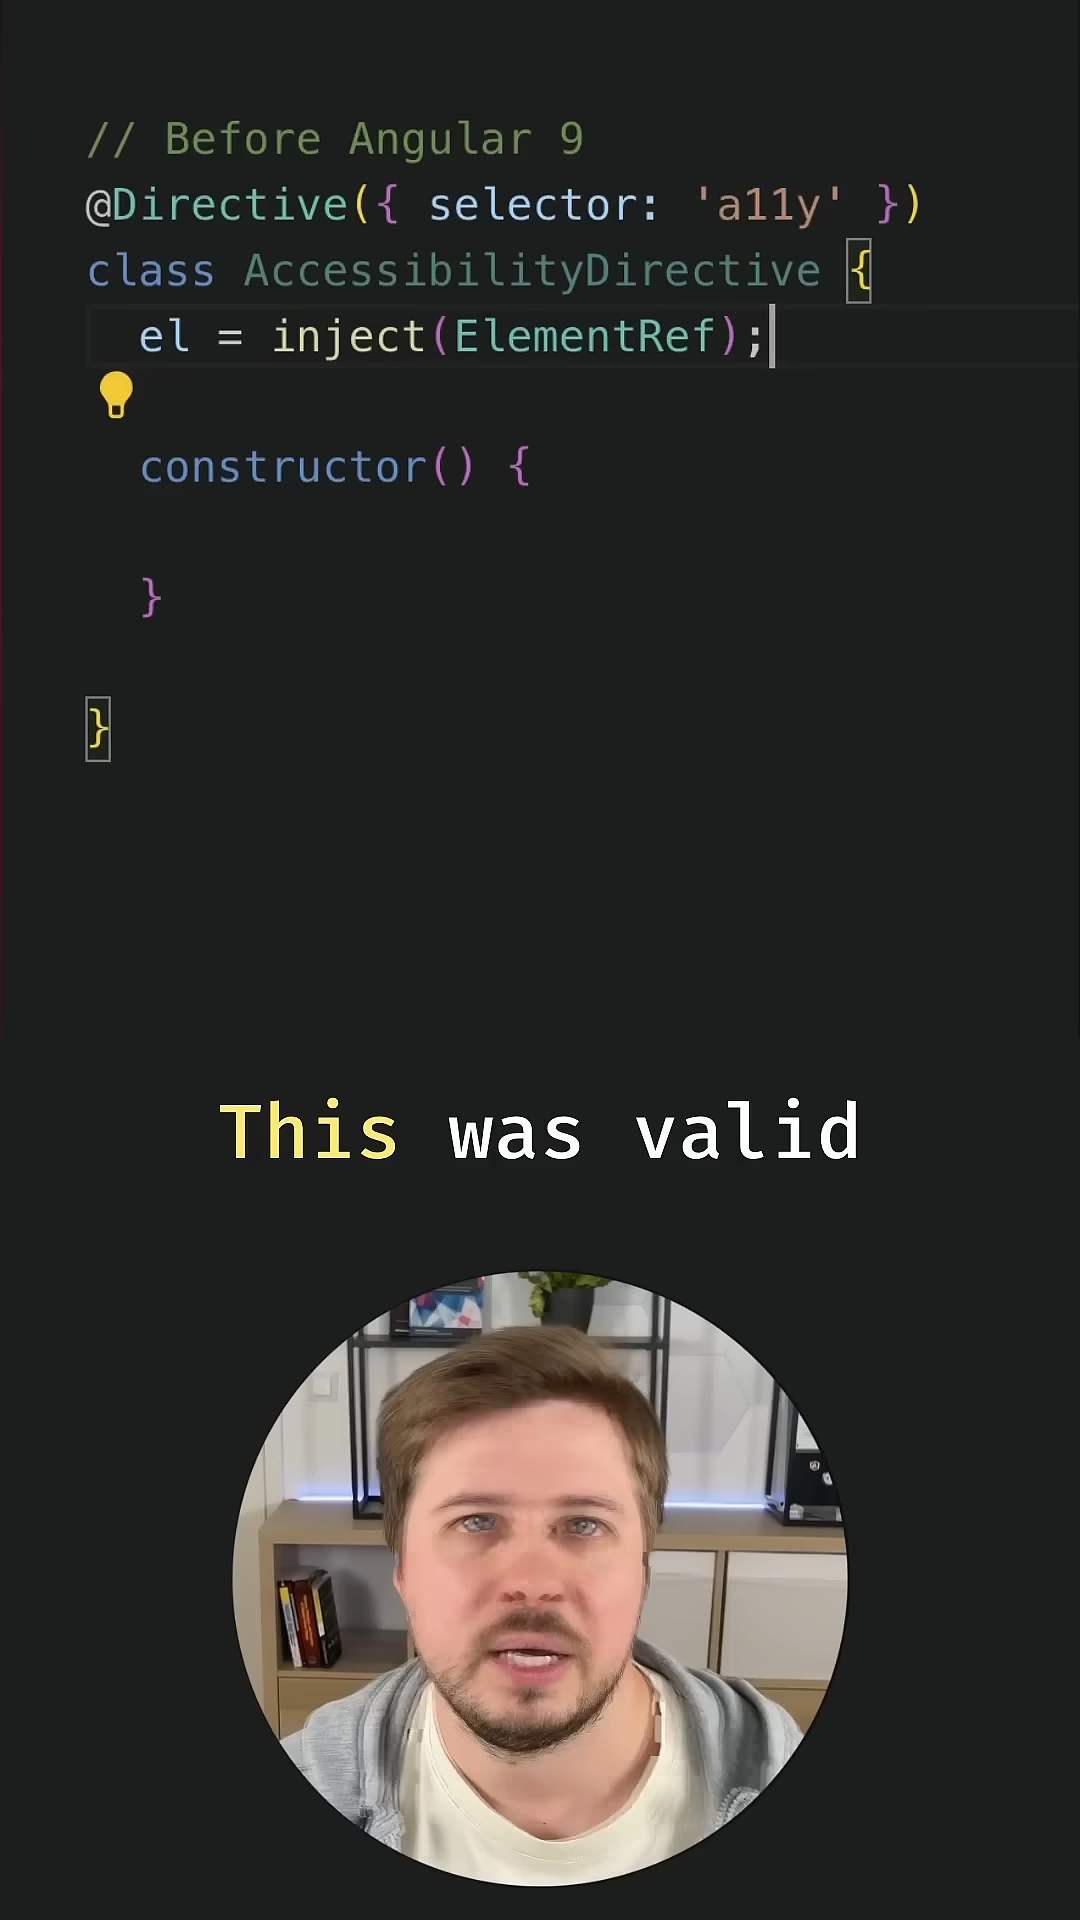 // Before Angular 9
@Directive({ selector: 'a11y' })
class AccessibilityDirective {
el = inject(ElementRef);
constructor() {
}
}
This was valid